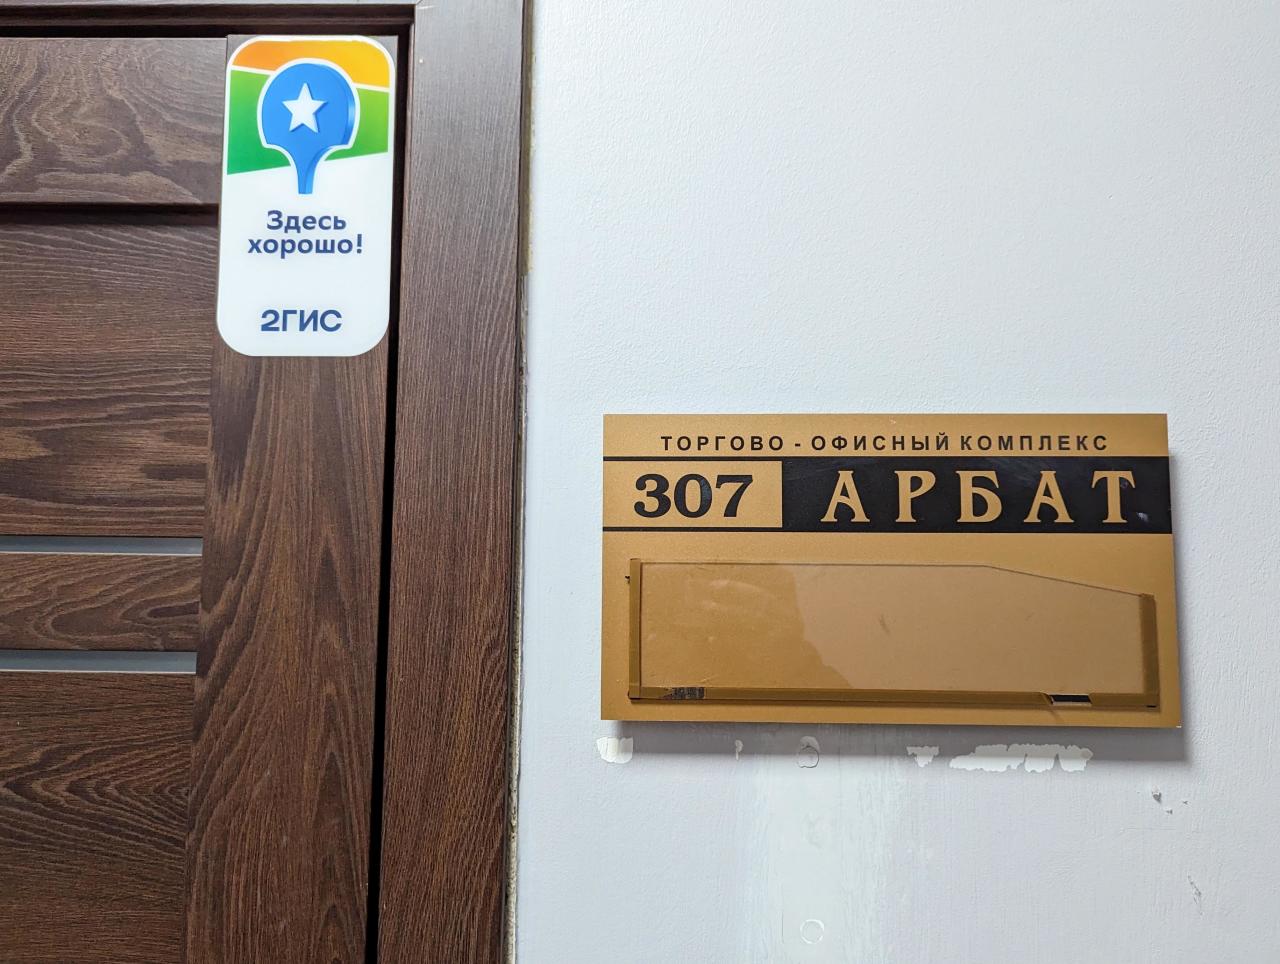 Здесь
хорошо!
2ГИС
ТОРГОВО - ОФИСНЫЙ КОМПЛЕКС
307 АРБАТ